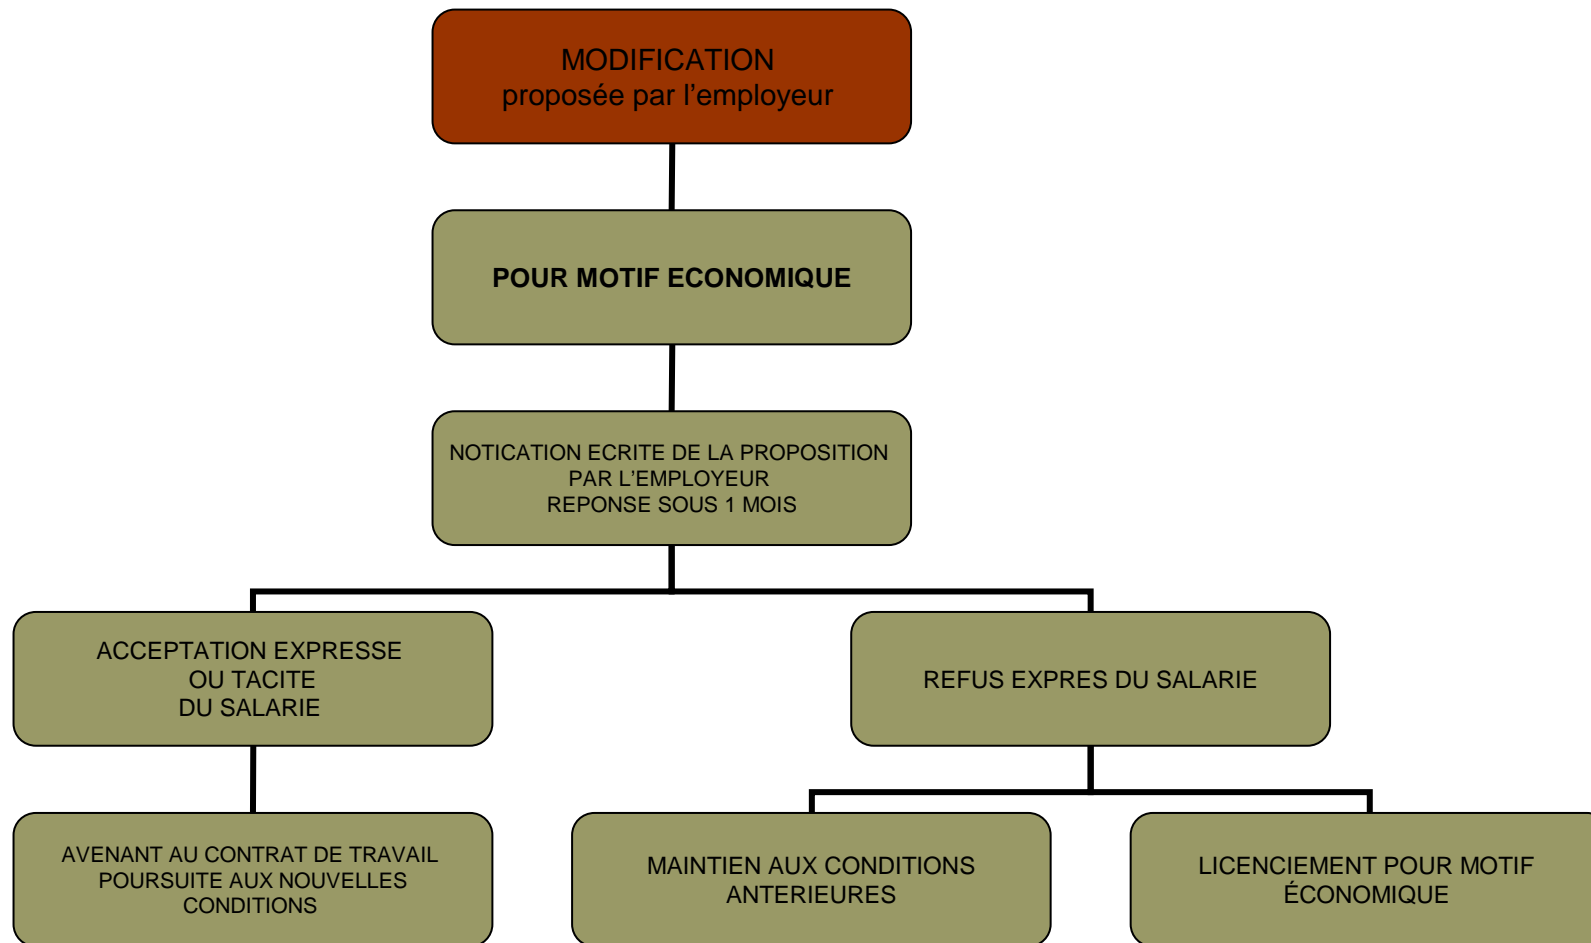 MODIFICATION
proposée par l’employeur
POUR MOTIF ECONOMIQUE
NOTICATION ECRITE DE LA PROPOSITION
PAR L’EMPLOYEUR
REPONSE SOUS 1 MOIS
ACCEPTATION EXPRESSE
OU TACITE
DU SALARIE
REFUS EXPRES DU SALARIE
AVENANT AU CONTRAT DE TRAVAIL
POURSUITE AUX NOUVELLES
CONDITIONS
MAINTIEN AUX CONDITIONS
ANTERIEURES
LICENCIEMENT POUR MOTIF
ÉCONOMIQUE